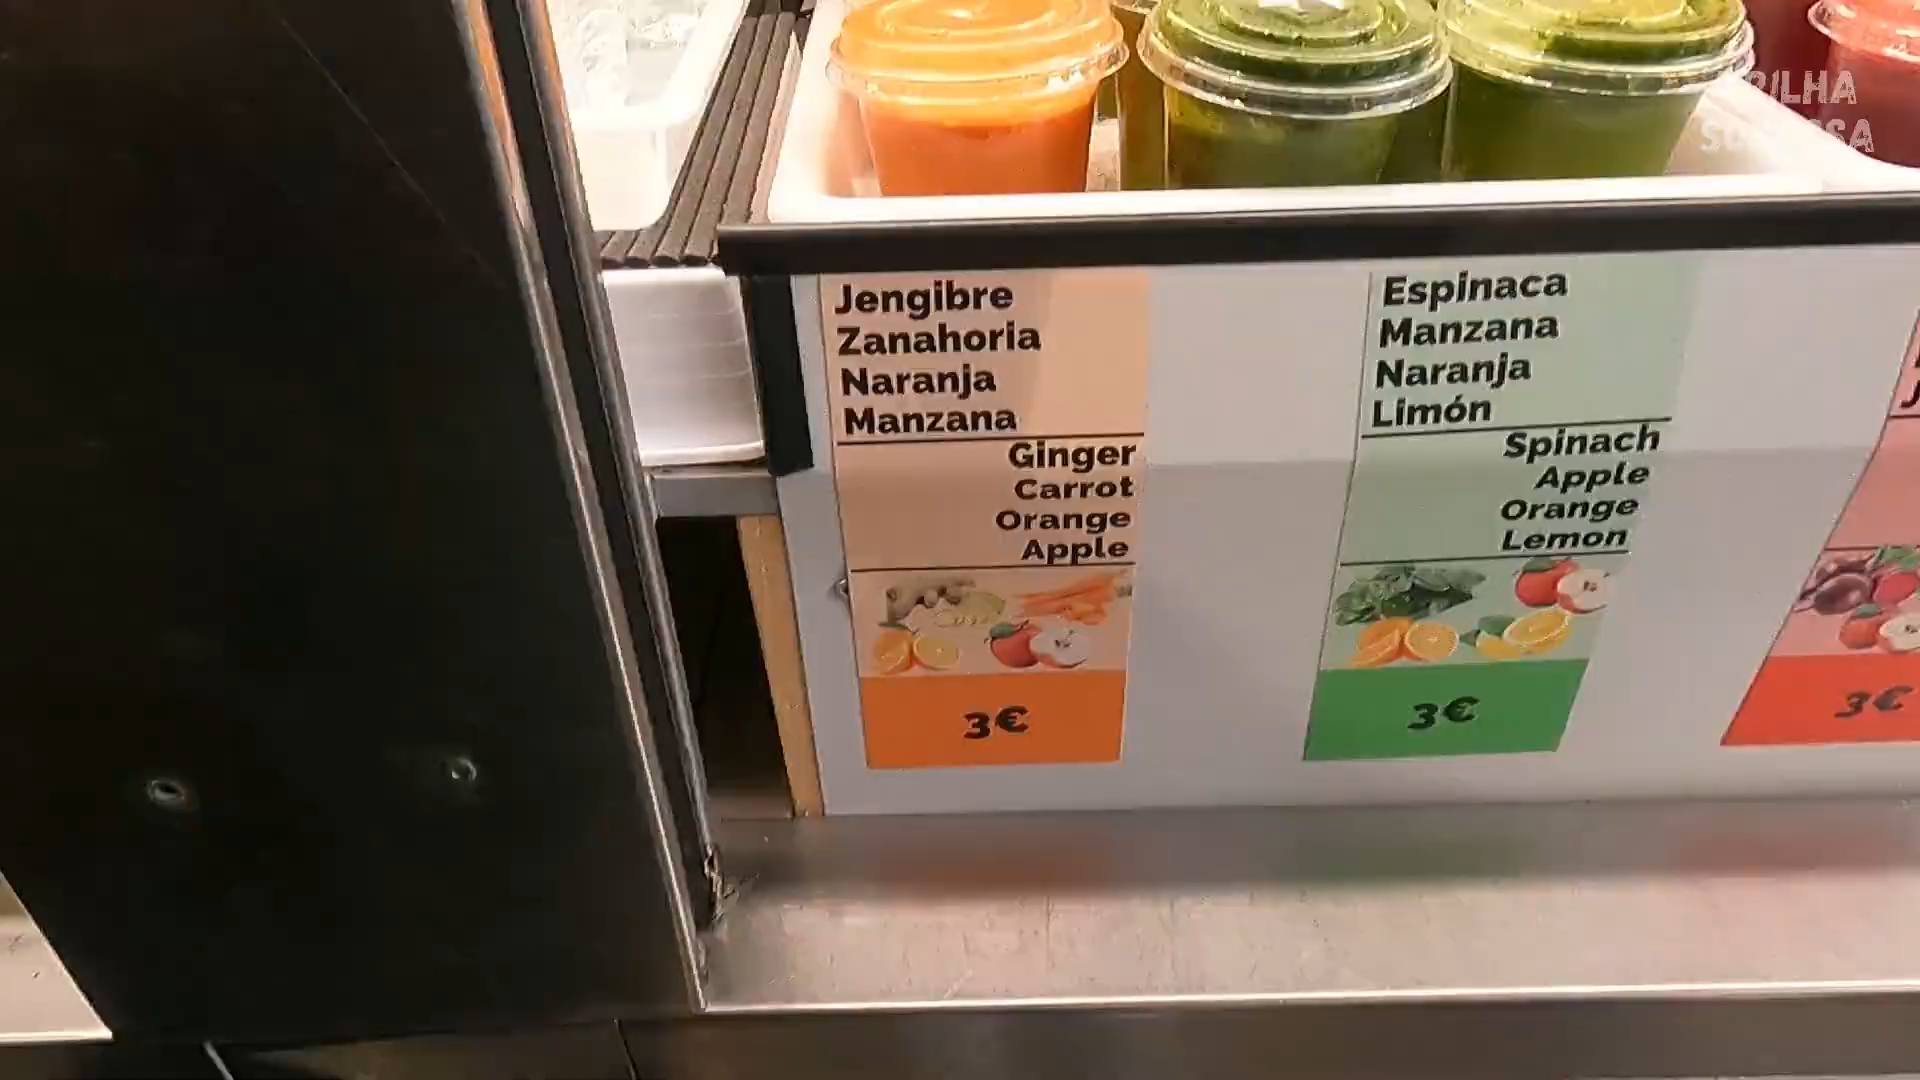 Jengibre
Zanahoria
Naranja
Manzana
Ginger
Carrot
Orange
Apple
3€
Espinaca
Manzana
Naranja
Limón
Spinach
Apple
Orange
Lemon
3€
3€